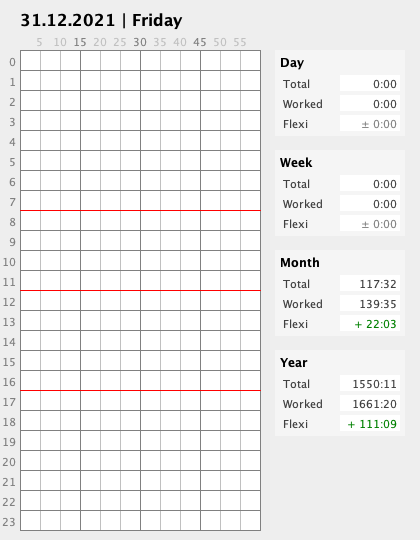 31.12.2021 | Friday
5 10 15 20 25 30 35 40 45 50 55
0
1
2
3
4
5
6
7
8
9
10
11
12
13
14
15
16
17
18
19
20
21
22
23
Day
Total 0:00
Worked 0:00
Flexi ± 0:00
Week
Total 0:00
Worked 0:00
Flexi ± 0:00
Month
Total 117:32
Worked 139:35
Flexi + 22:03
Year
Total 1550:11
Worked 1661:20
Flexi + 111:09